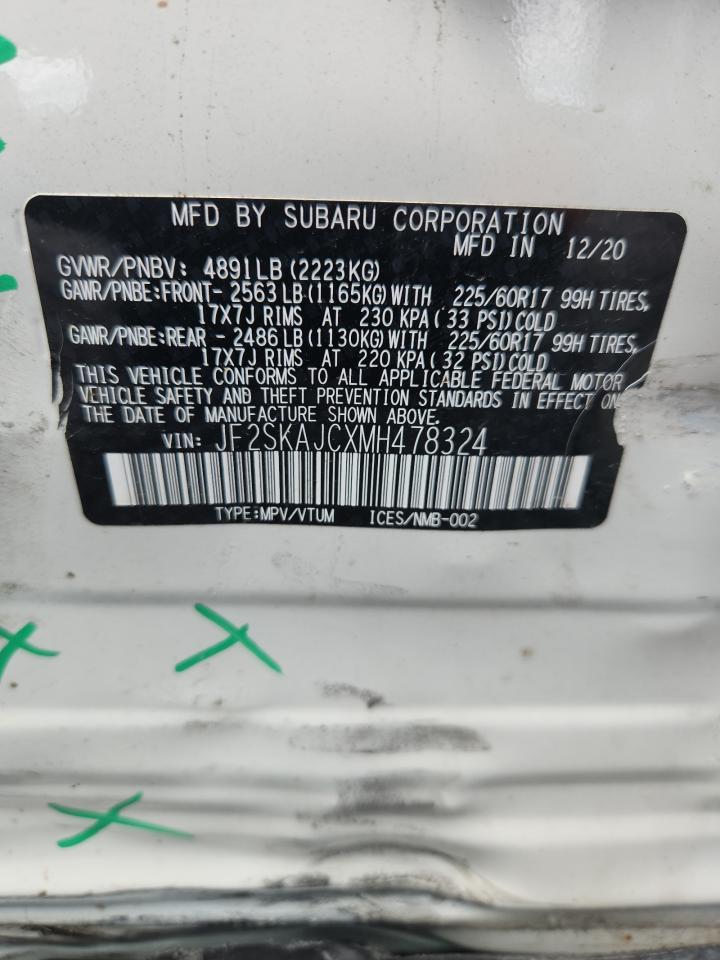 MFD BY SUBARU CORPORATION
MFD IN 12/20
GVWR/PNBV: 4891LB (2223KG)
GAWR/PNBE:FRONT- 2563 LB (1165KG) WITH 225/60R17 99H TIRES,
17X7J RIMS AT 230 KPA( 33 PSI) COLD
GAWR/PNBE:REAR - 2486 LB (1130KG) WITH 225/60R17 99H TIRES,
17X7J RIMS AT 220 KPA( 32 PSI) COLD
THIS VEHICLE CONFORMS TO ALL APPLICABLE FEDERAL MOTOR
VEHICLE SAFETY AND THEFT PREVENTION STANDARDS IN EFFECT ON
THE DATE OF MANUFACTURE SHOWN ABOVE.
VIN: JF2SKAJCXMH478324
TYPE:MPV/VTUM ICES/NMB-002